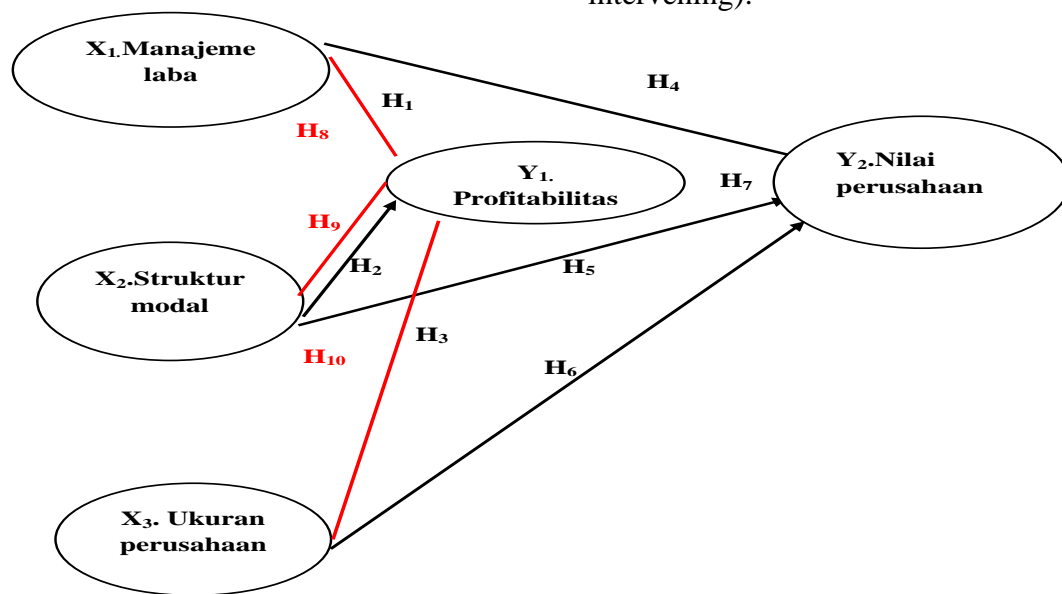 intervening).
X₁.Manajeme
laba
H₄
H₁
H₈
Y₁.
Profitabilitas
H₇
Y₂.Nilai
perusahaan
H₉
H₂
X₂.Struktur
modal
H₅
H₃
H₁₀
H₆
X₃. Ukuran
perusahaan